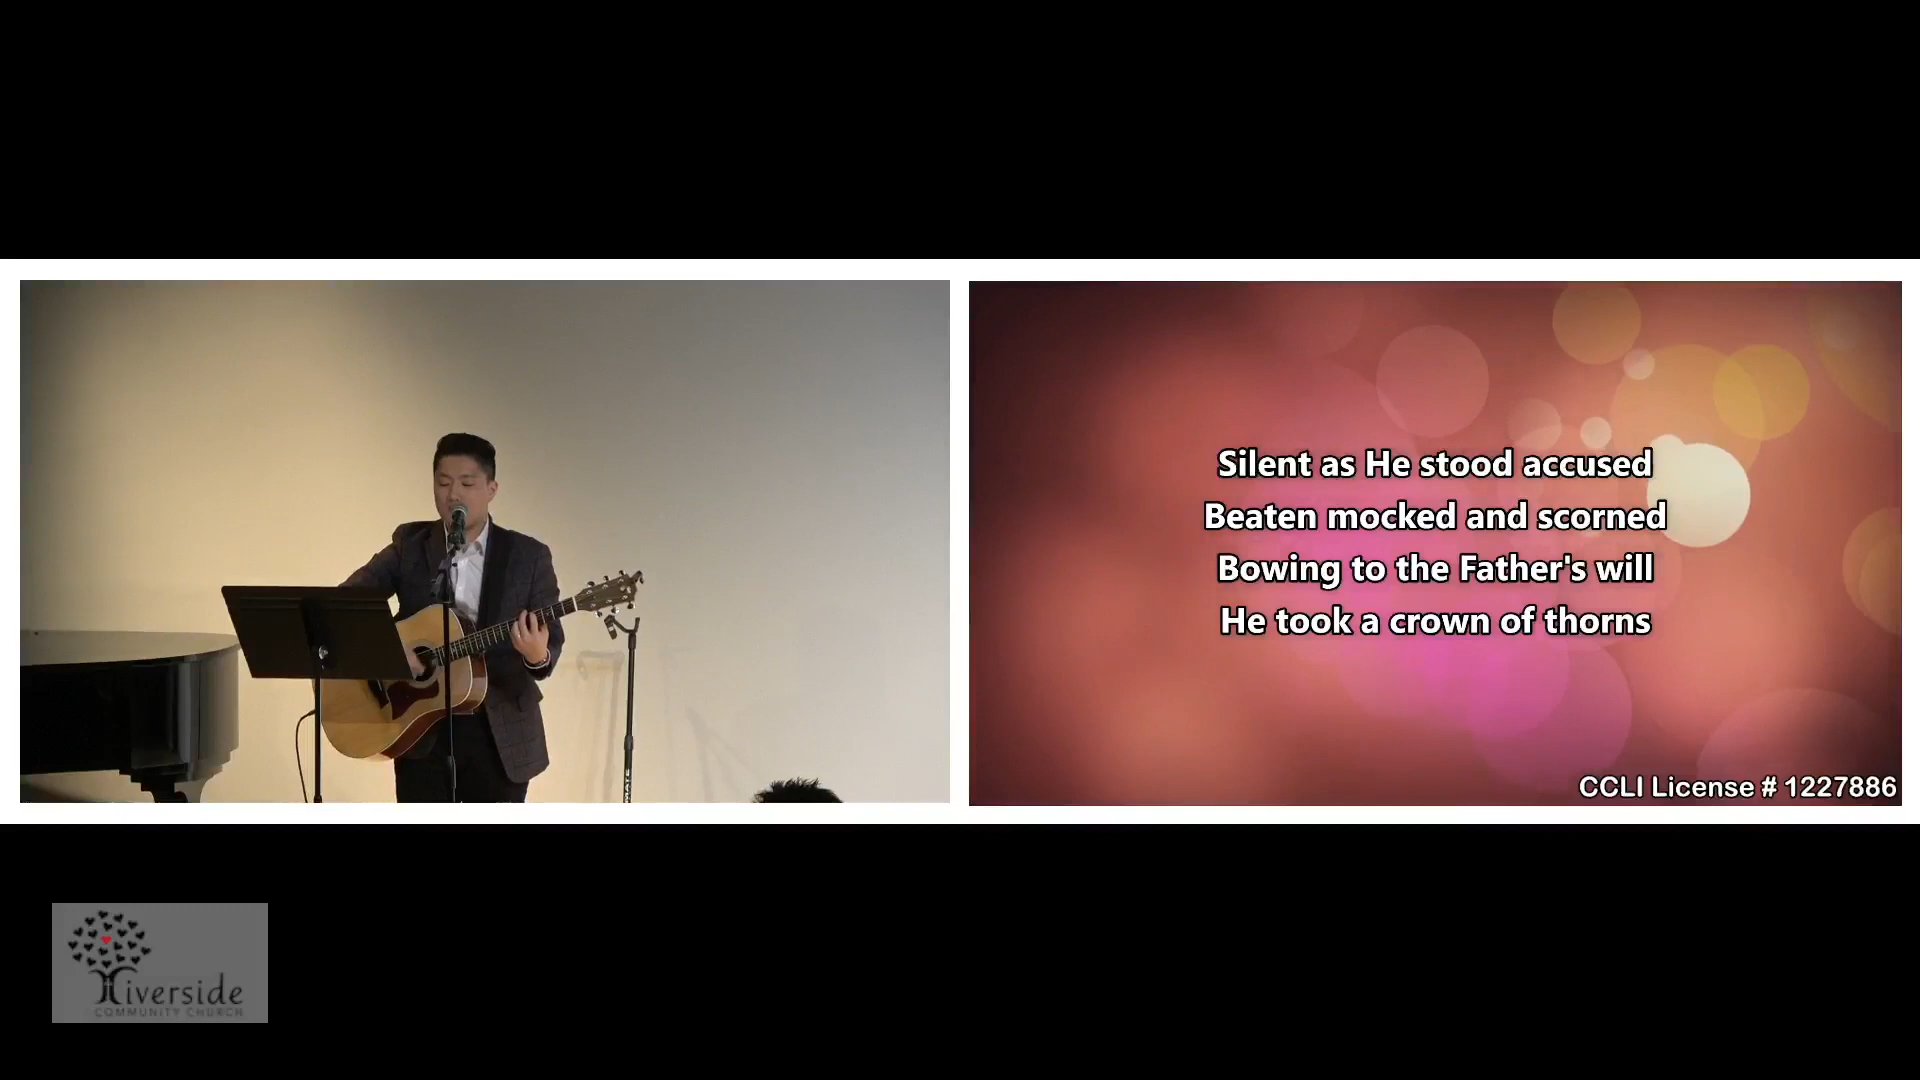 Silent as He stood accused
Beaten mocked and scorned
Bowing to the Father's will
He took a crown of thorns
CCLI License # 1227886
Riverside
COMMUNITY CHURCH